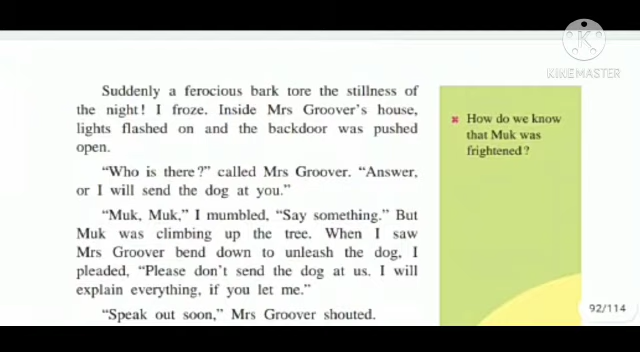 KINEMASTER
Suddenly a ferocious bark tore the stillness of
the night! I froze. Inside Mrs Groover's house,
lights flashed on and the backdoor was pushed
open.
"Who is there?" called Mrs Groover. "Answer,
or I will send the dog at you."
"Muk, Muk," I mumbled, "Say something." But
Muk was climbing up the tree. When I saw
Mrs Groover bend down to unleash the dog, I
pleaded, "Please don't send the dog at us. I will
explain everything, if you let me."
"Speak out soon," Mrs Groover shouted.
How do we know
that Muk was
frightened?
92/114